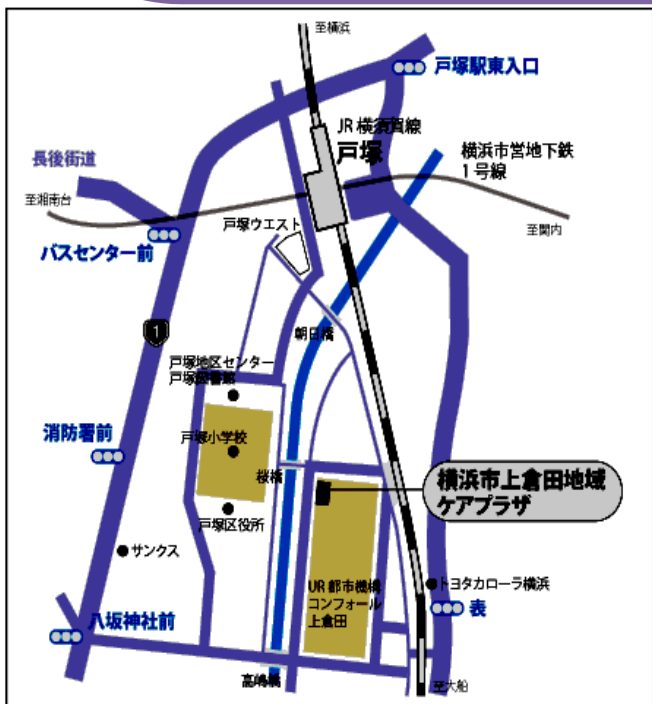 至横浜
戸塚駅東入口
JR 横須賀線
戸塚
横浜市営地下鉄
1号線
長後街道
至湘南台
戸塚ウエスト
至関内
バスセンター前
1
朝日橋
戸塚地区センター
戸塚図書館
消防署前
戸塚小学校
桜橋
横浜市上倉田地域
ケアプラザ
戸塚区役所
サンクス
UR 都市機構
コンフォール
上倉田
トヨタカローラ横浜
表
八坂神社前
高嶋橋
至大船